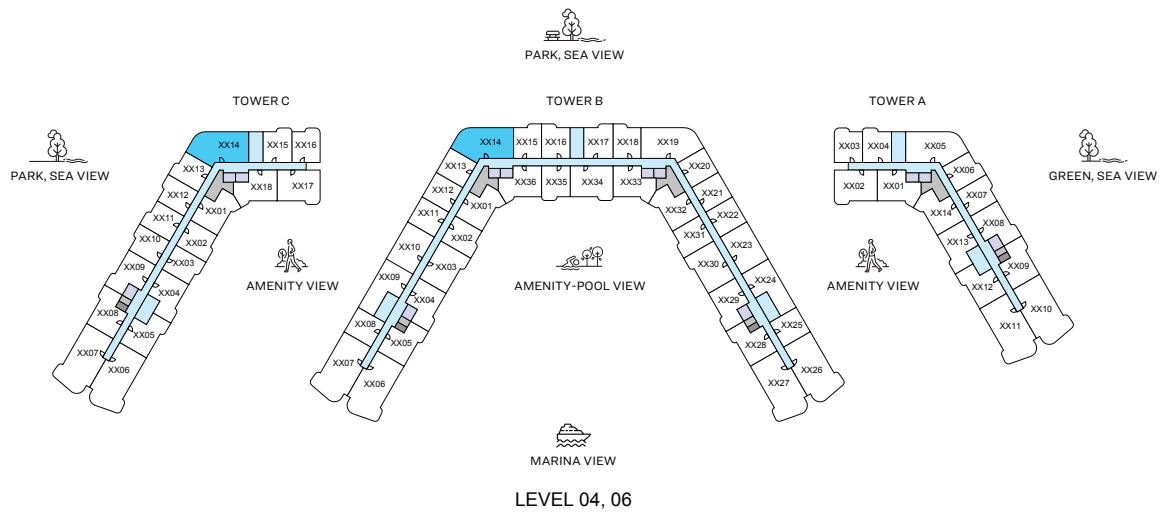 PARK, SEA VIEW
TOWER C
TOWER B
TOWER A
PARK, SEA VIEW
GREEN, SEA VIEW
XX14
XX15
XX16
XX13
XX12
XX11
XX10
XX09
XX08
XX07
XX06
XX05
XX04
XX03
XX02
XX01
XX18
XX17
XX14
XX15
XX16
XX17
XX18
XX19
XX13
XX12
XX11
XX10
XX09
XX08
XX07
XX06
XX05
XX04
XX03
XX02
XX01
XX36
XX35
XX34
XX33
XX32
XX31
XX30
XX29
XX28
XX27
XX26
XX25
XX24
XX23
XX22
XX21
XX20
XX03
XX04
XX05
XX06
XX07
XX08
XX09
XX10
XX11
XX12
XX13
XX14
XX01
XX02
AMENITY VIEW
AMENITY-POOL VIEW
AMENITY VIEW
MARINA VIEW
LEVEL 04, 06